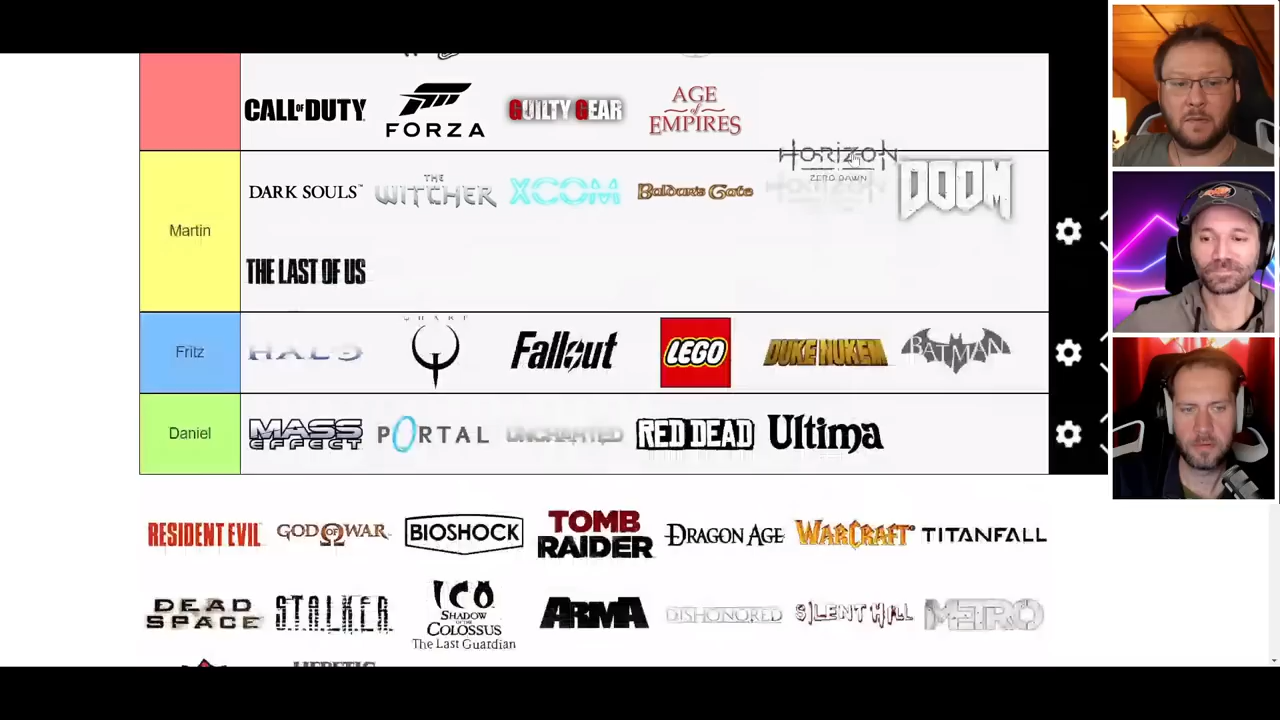 CALL OF DUTY
FORZA
GUILTY GEAR
AGE of EMPIRES
Martin
DARK SOULS™
THE WITCHER
XCOM
Baldur's Gate
HORIZON
ZERO DAWN
DOOM
THE LAST OF US
Fritz
HALO
QUAKE
Fallout
LEGO
DUKE NUKEM
BATMAN
Daniel
MASS EFFECT
PORTAL
UNCHARTED
RED DEAD
Ultima
RESIDENT EVIL
GOD OF WAR
BIOSHOCK
TOMB RAIDER
DRAGON AGE
WARCRAFT
TITANFALL
DEAD SPACE
S.T.A.L.K.E.R.
ICO
SHADOW OF THE COLOSSUS
The Last Guardian
ARMA
DISHONORED
SILENT HILL
METRO
HERETIC